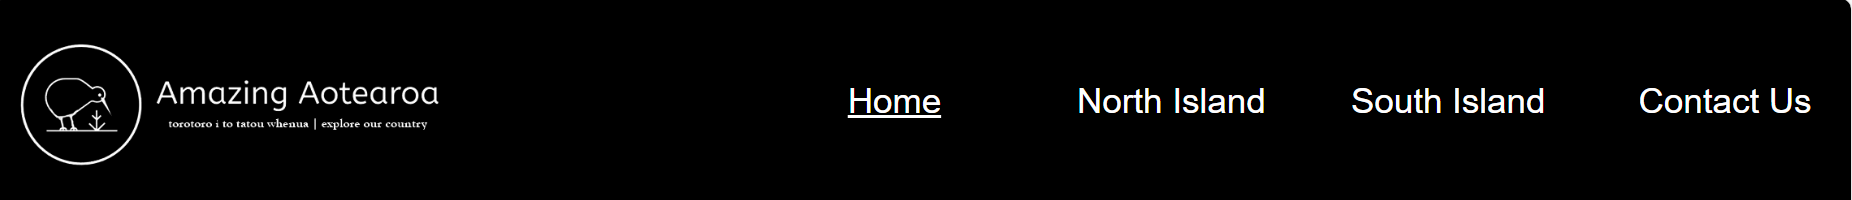 Amazing Aotearoa
torotoro i to tatou whenua | explore our country
Home North Island South Island Contact Us